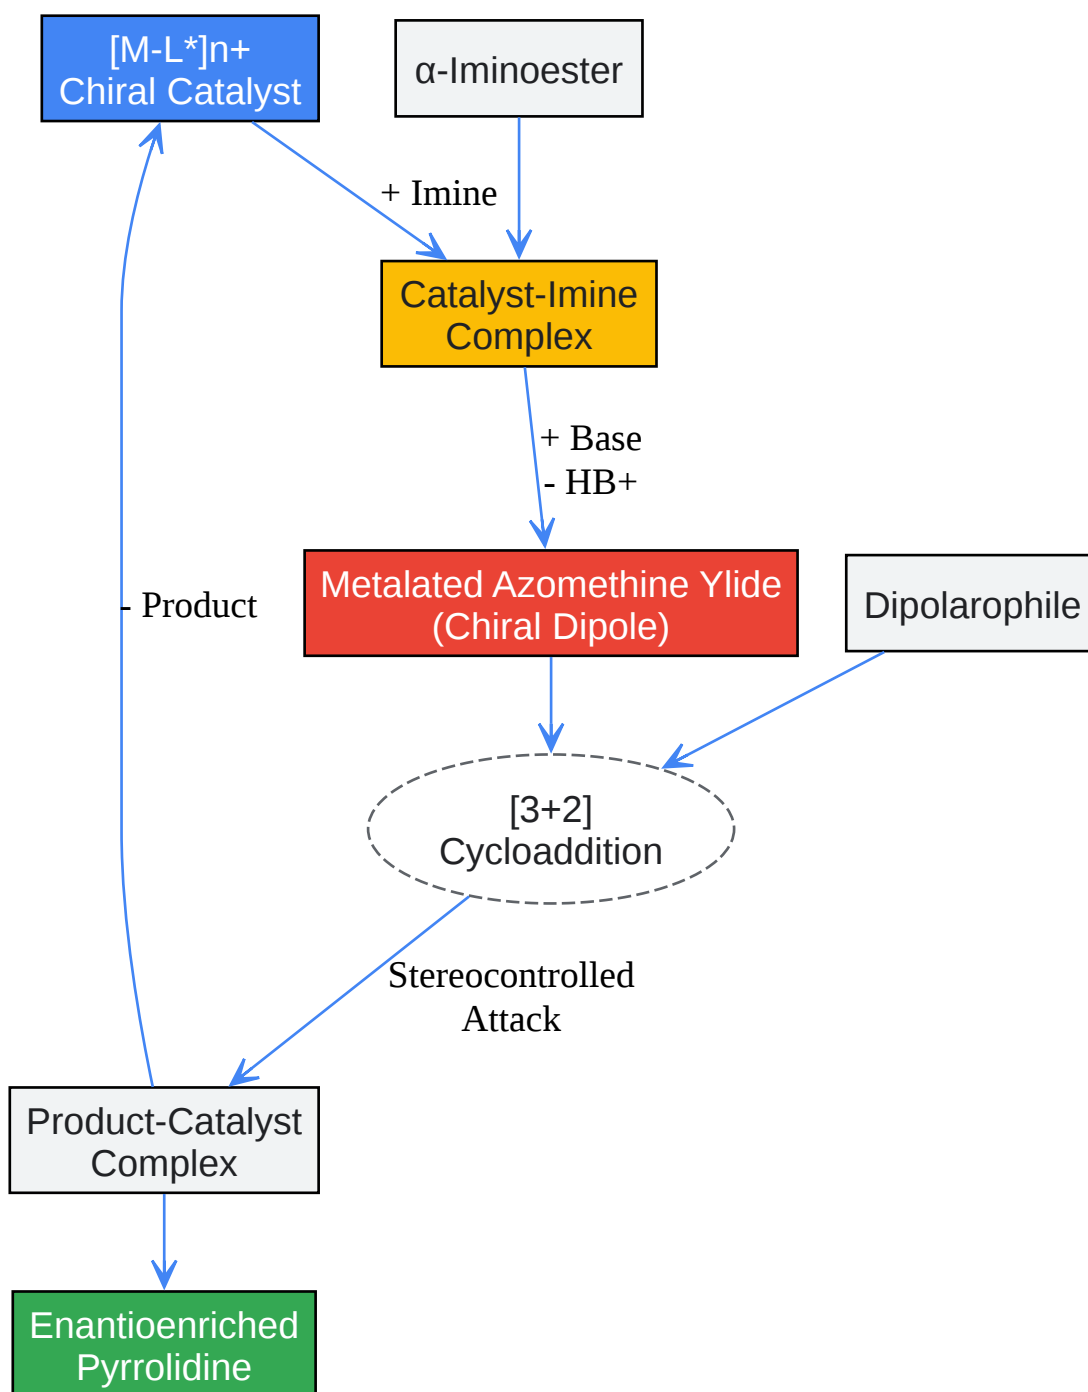 [M-L*]n+
Chiral Catalyst
α-Iminoester
+ Imine
Catalyst-Imine
Complex
+ Base
- HB+
Metalated Azomethine Ylide
(Chiral Dipole)
Dipolarophile
- Product
[3+2]
Cycloaddition
Stereocontrolled
Attack
Product-Catalyst
Complex
Enantioenriched
Pyrrolidine